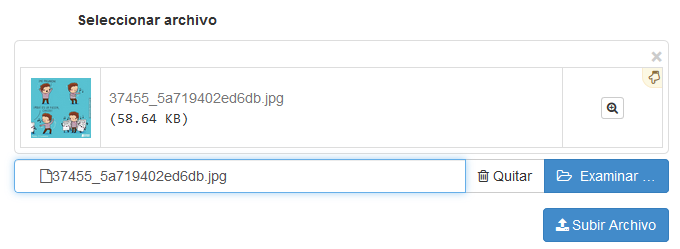 Seleccionar archivo
37455_5a719402ed6db.jpg
(58.64 KB)
37455_5a719402ed6db.jpg
Quitar
Examinar ...
Subir Archivo